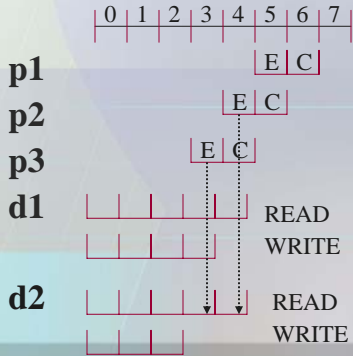 0 1 2 3 4 5 6 7
p1 E C
p2 E C
p3 E C
d1 READ
WRITE
d2 READ
WRITE